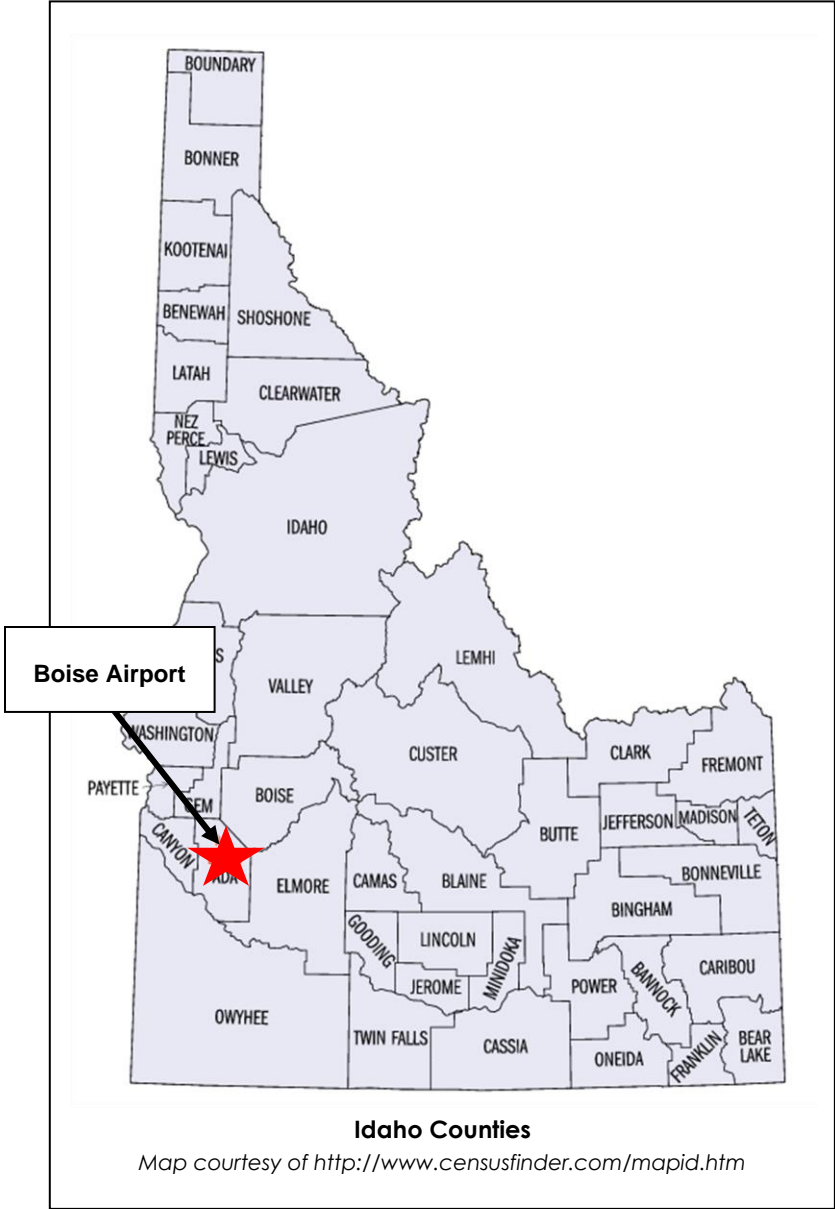 BOUNDARY
BONNER
KOOTENAI
BENEWAH
SHOSHONE
LATAH
CLEARWATER
NEZ
PERCE
LEWIS
IDAHO
S
Boise Airport
LEMHI
VALLEY
WASHINGTON
CUSTER
CLARK
FREMONT
PAYETTE
GEM
BOISE
BUTTE
JEFFERSON
MADISON
TETON
CANYON
ADA
ELMORE
CAMAS
BLAINE
BONNEVILLE
BINGHAM
GOODING
LINCOLN
MINIDOKA
JEROME
POWER
BANNOCK
CARIBOU
OWYHEE
TWIN FALLS
CASSIA
ONEIDA
FRANKLIN
BEAR
LAKE
Idaho Counties
Map courtesy of http://www.censusfinder.com/mapid.htm